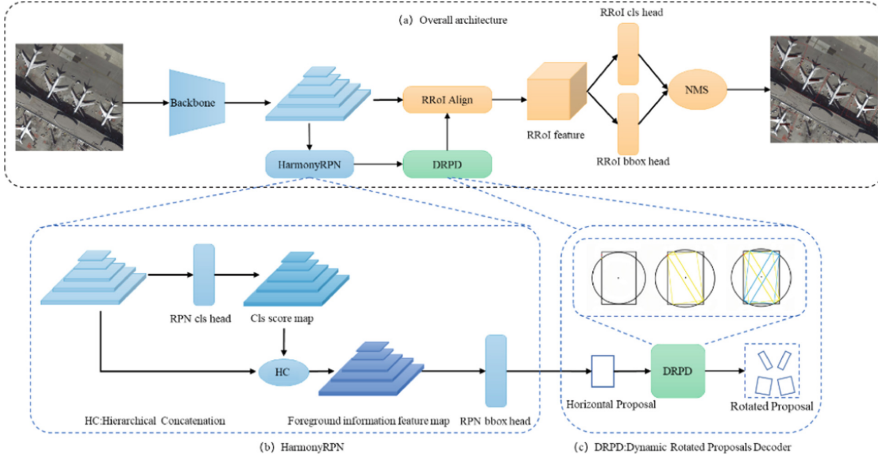 (a) Overall architecture
RRoI cls head
Backbone
RRoI Align
RRoI feature
NMS
RRoI bbox head
HarmonyRPN
DRPD
RPN cls head
Cls score map
HC
DRPD
Horizontal Proposal
Rotated Proposal
HC:Hierarchical Concatenation
Foreground information feature map
RPN bbox head
(b) HarmonyRPN
(c) DRPD:Dynamic Rotated Proposals Decoder